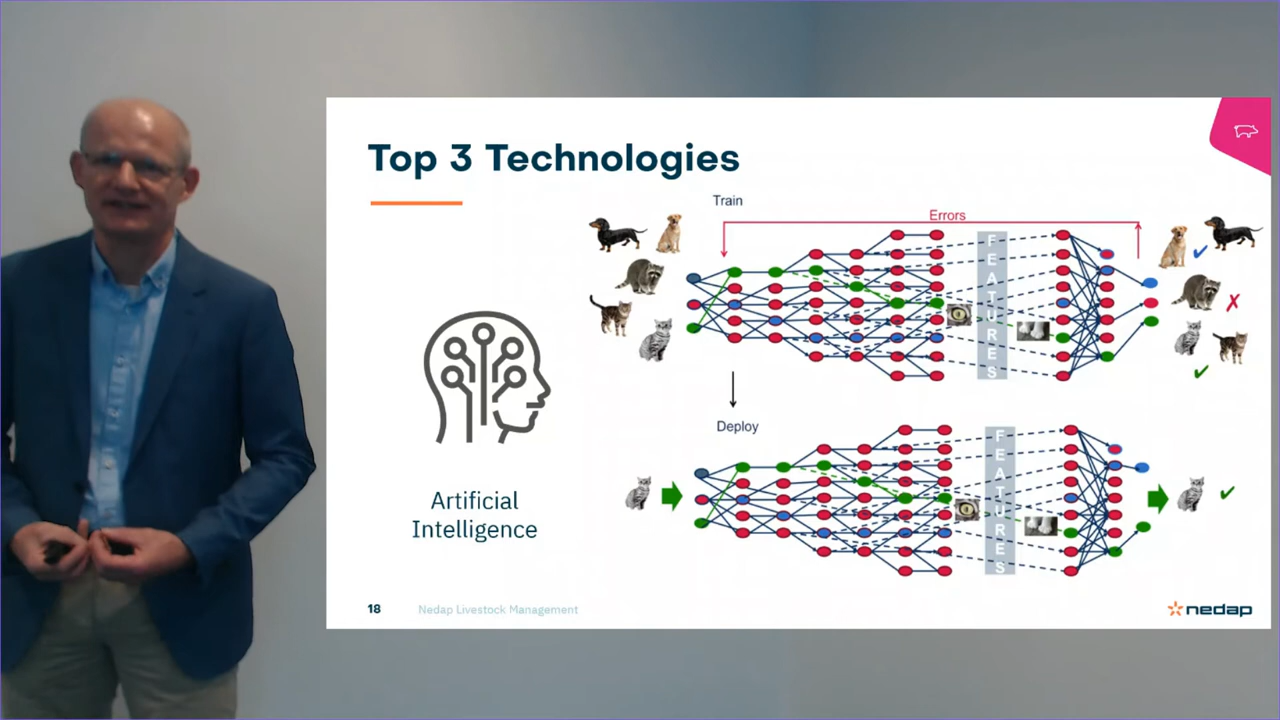 Top 3 Technologies
Train
Errors
FEATURES
Deploy
FEATURES
Artificial
Intelligence
18
Nedap Livestock Management
nedap